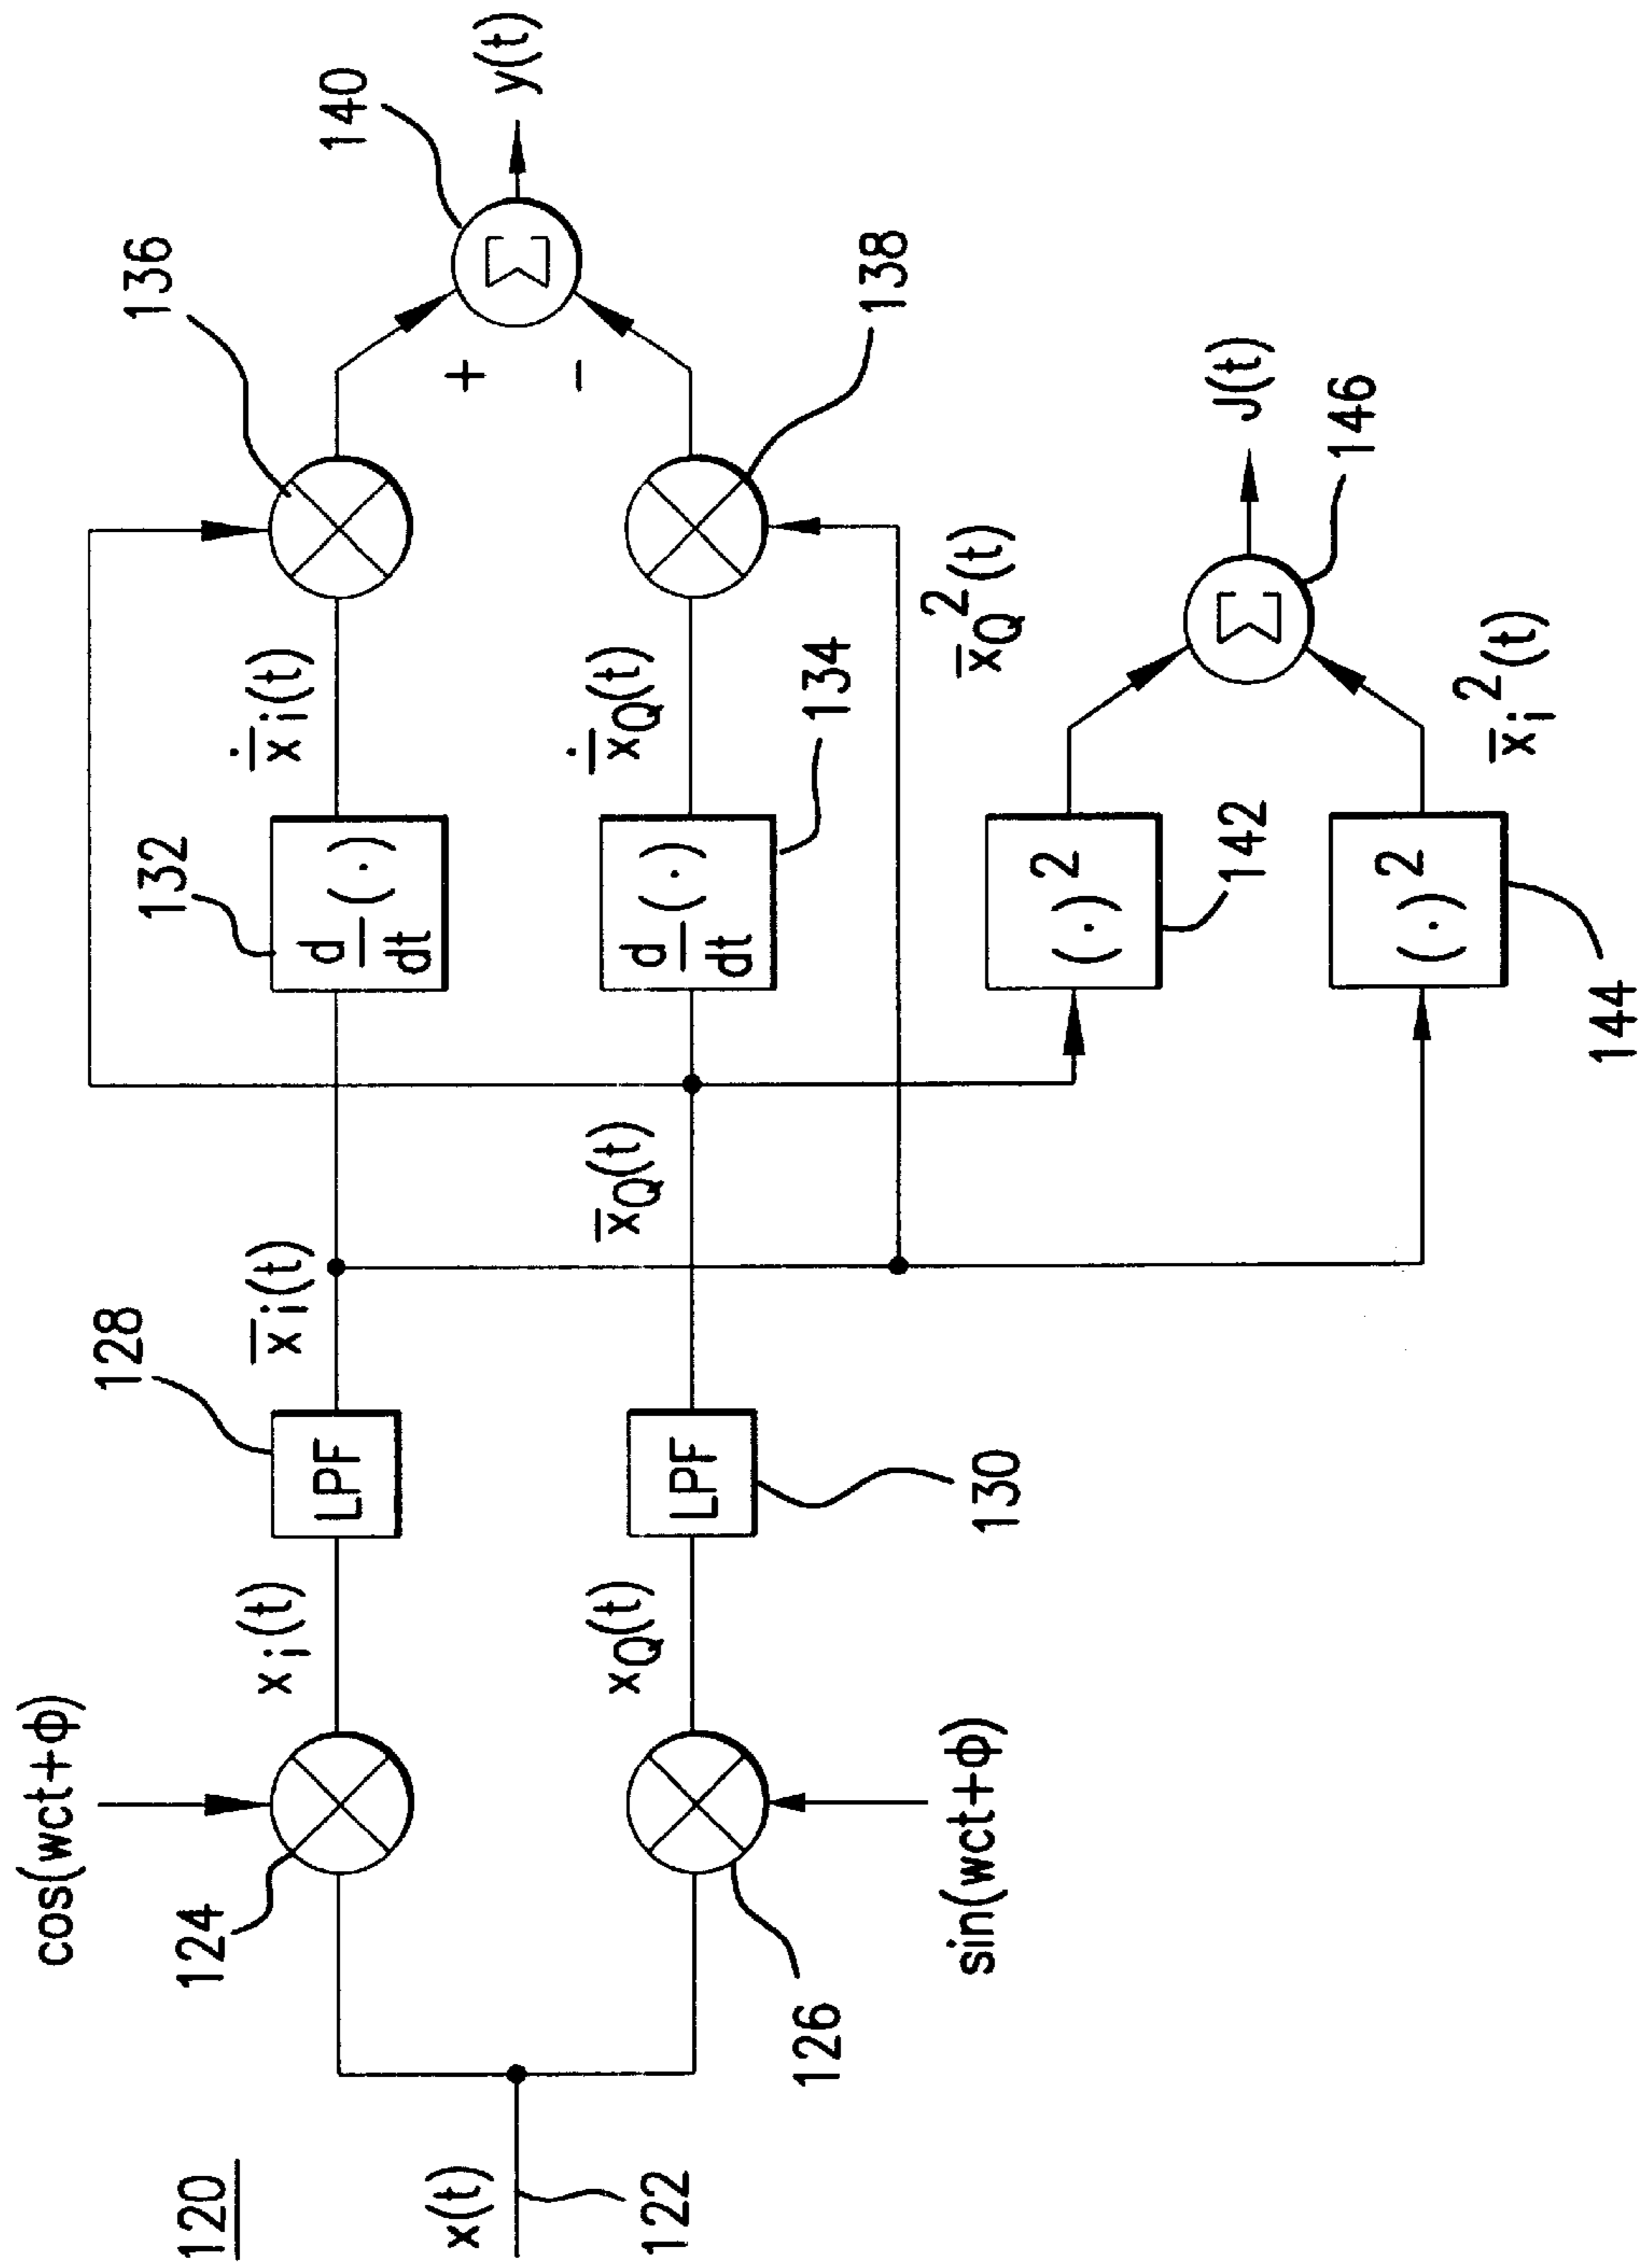 120
x(t)
122
cos(wct+ϕ)
124
126
sin(wct+ϕ)
x_i(t)
x_Q(t)
128
LPF
LPF
130
x̅_i(t)
x̅_Q(t)
132
d/dt (·)
d/dt (·)
134
ẋ̅_i(t)
ẋ̅_Q(t)
136
138
+
−
140
Σ
y(t)
(·)²
142
(·)²
144
x̅_Q²(t)
x̅_i²(t)
Σ
146
J(t)